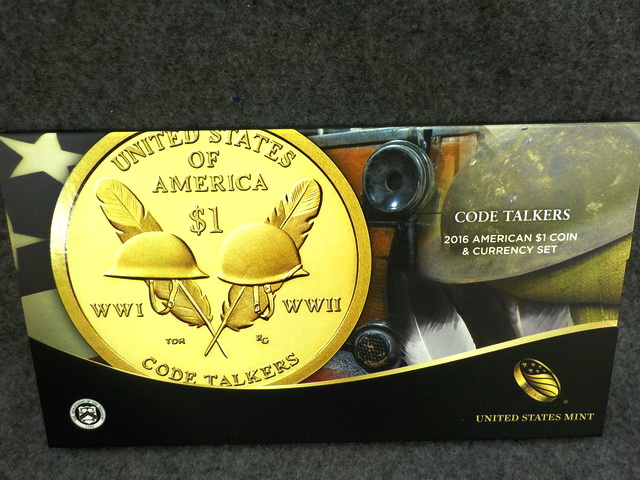 UNITED STATES
OF
AMERICA
$1
WWI
WWII
CODE TALKERS
CODE TALKERS
2016 AMERICAN $1 COIN
& CURRENCY SET
UNITED STATES MINT